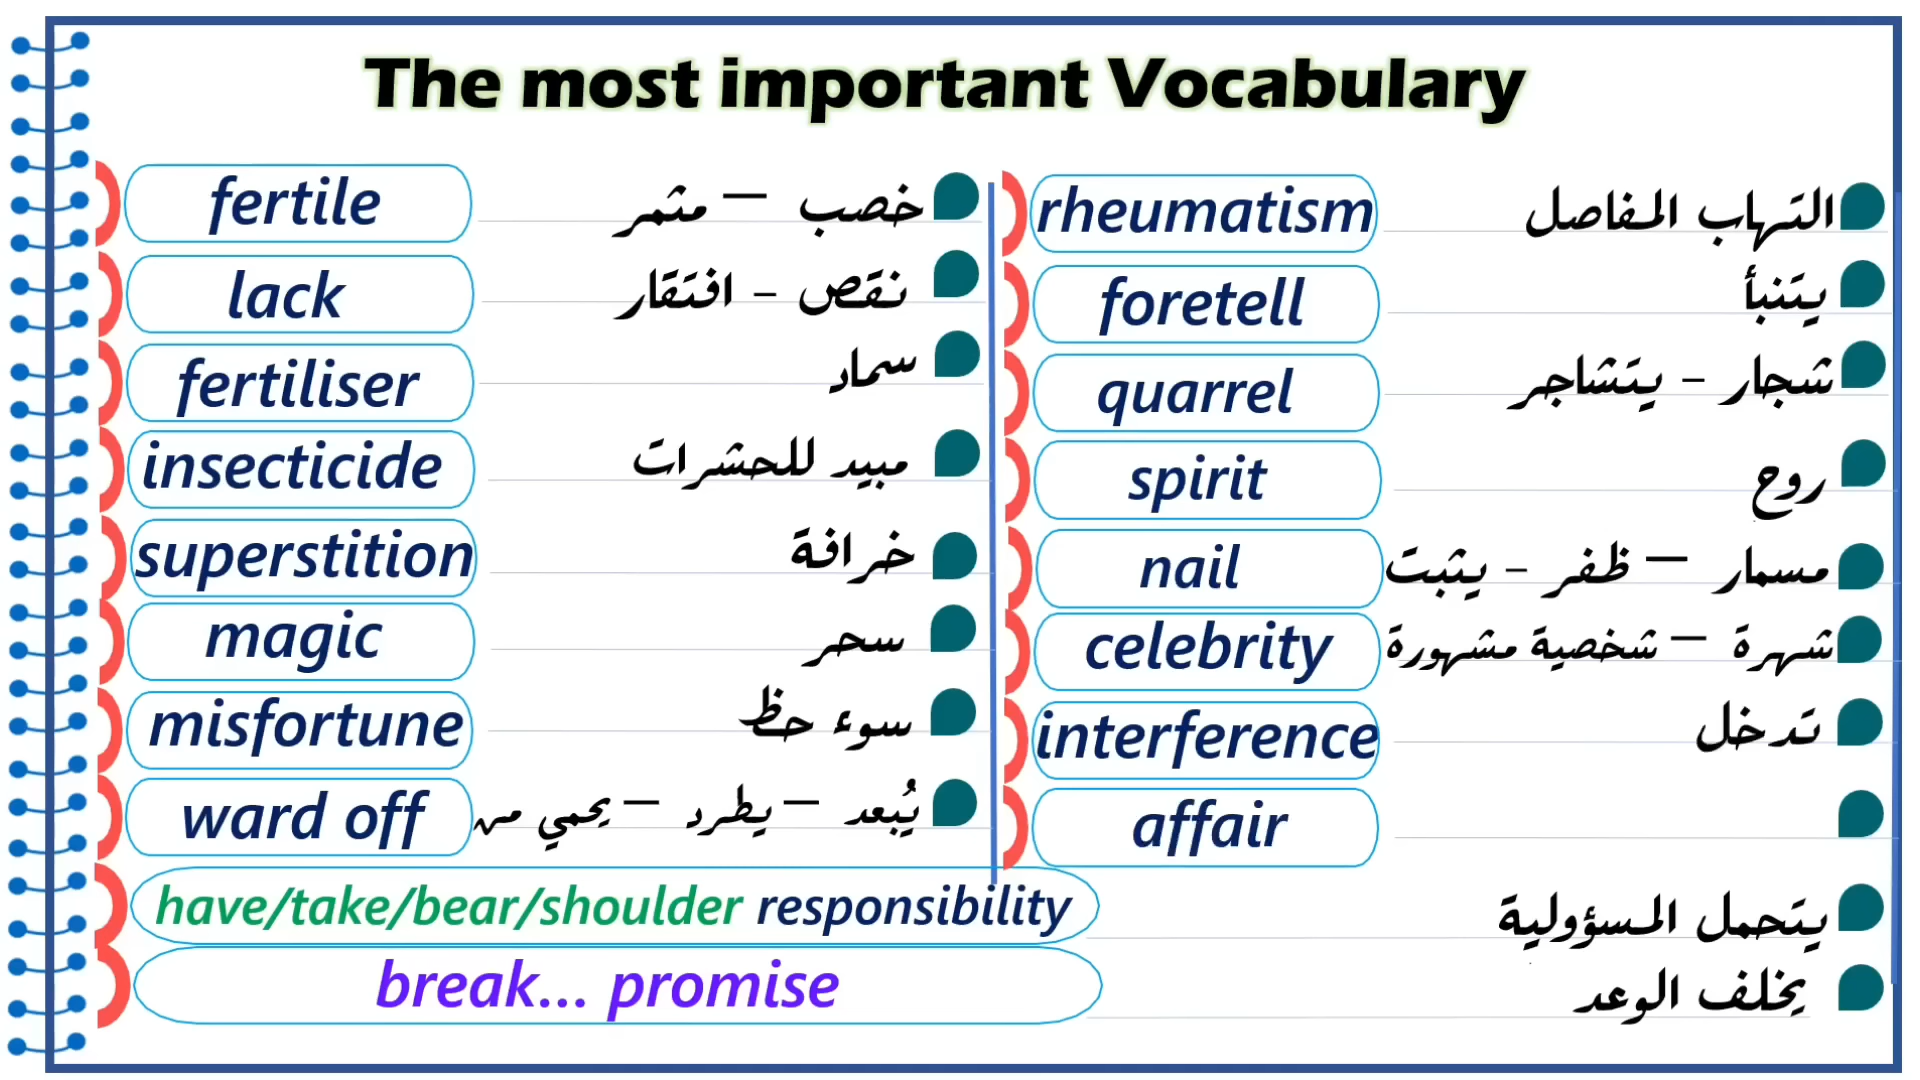 The most important Vocabulary
fertile خصب – مثمر
lack نقص - افتقار
fertiliser سماد
insecticide مبيد للحشرات
superstition خرافة
magic سحر
misfortune سوء حظ
ward off يُبعد – يطرد – يحمي من
rheumatism التهاب المفاصل
foretell يتنبأ
quarrel شجار - يتشاجر
spirit روح
nail مسمار – ظفر - يثبت
celebrity شهرة – شخصية مشهورة
interference تدخل
affair
have/take/bear/shoulder responsibility يتحمل المسؤولية
break... promise يخلف الوعد